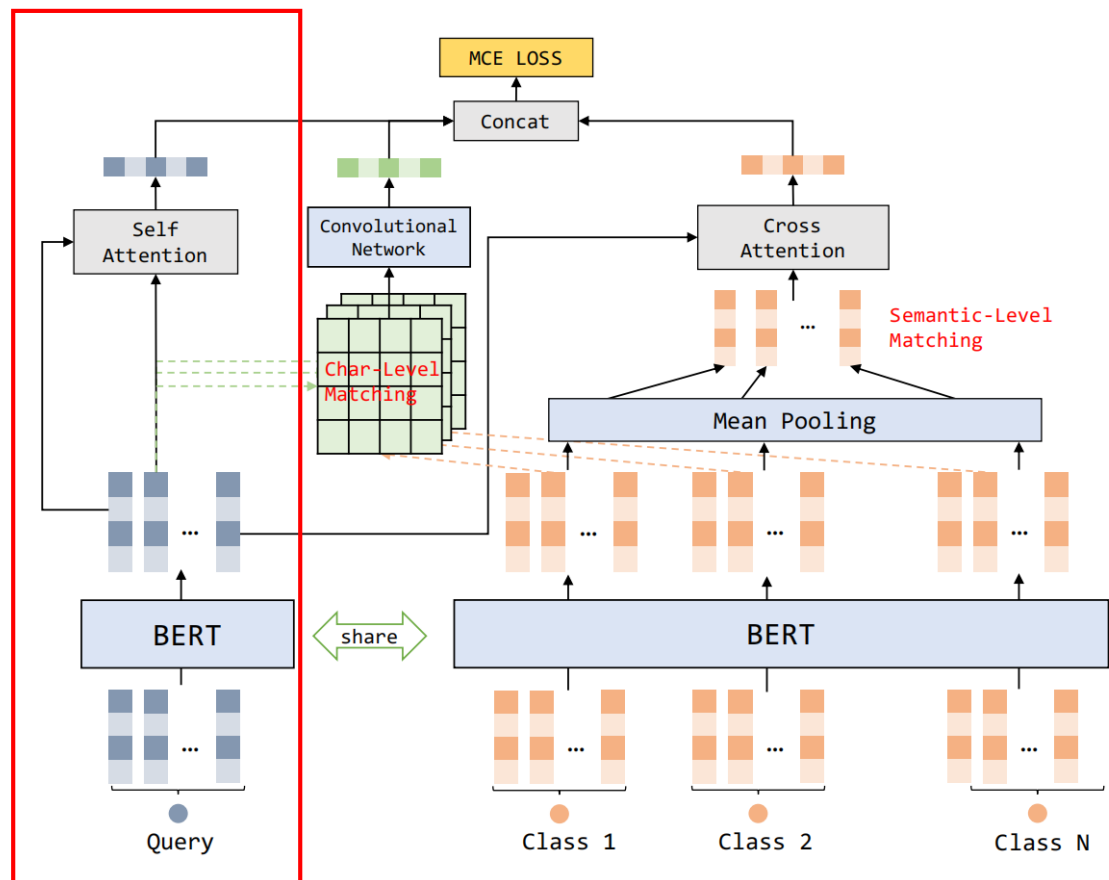 MCE LOSS
Concat
Self
Attention
Convolutional
Network
Cross
Attention
Char-Level
Matching
...
Semantic-Level
Matching
Mean Pooling
...
...
...
...
BERT
share
BERT
...
...
...
...
Query
Class 1
Class 2
Class N